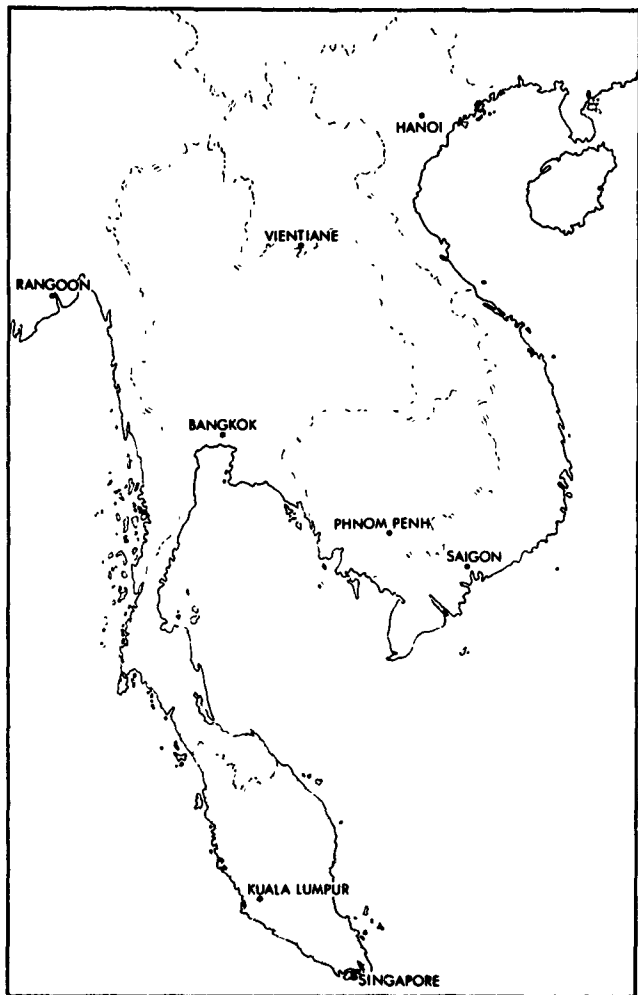 HANOI
VIENTIANE
RANGOON
BANGKOK
PHNOM PENH
SAIGON
KUALA LUMPUR
SINGAPORE